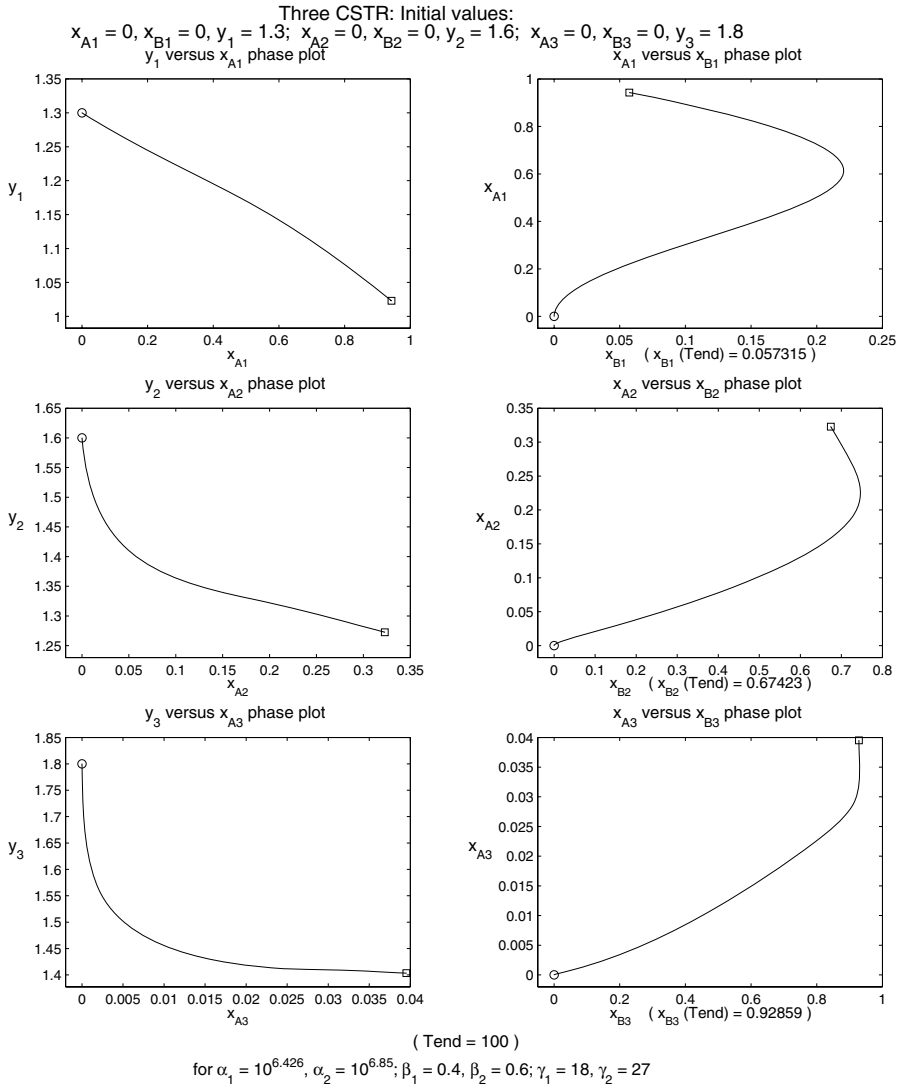 Three CSTR: Initial values:
x_A1 = 0, x_B1 = 0, y_1 = 1.3; x_A2 = 0, x_B2 = 0, y_2 = 1.6; x_A3 = 0, x_B3 = 0, y_3 = 1.8
y_1 versus x_A1 phase plot
1.35
1.3
1.25
1.2
1.15
1.1
1.05
1
y_1
0 0.2 0.4 0.6 0.8 1
x_A1
x_A1 versus x_B1 phase plot
1
0.8
0.6
0.4
0.2
0
x_A1
0 0.05 0.1 0.15 0.2 0.25
x_B1 ( x_B1 (Tend) = 0.057315 )
y_2 versus x_A2 phase plot
1.65
1.6
1.55
1.5
1.45
1.4
1.35
1.3
1.25
y_2
0 0.05 0.1 0.15 0.2 0.25 0.3 0.35
x_A2
x_A2 versus x_B2 phase plot
0.35
0.3
0.25
0.2
0.15
0.1
0.05
0
x_A2
0 0.1 0.2 0.3 0.4 0.5 0.6 0.7 0.8
x_B2 ( x_B2 (Tend) = 0.67423 )
y_3 versus x_A3 phase plot
1.85
1.8
1.75
1.7
1.65
1.6
1.55
1.5
1.45
1.4
y_3
0 0.005 0.01 0.015 0.02 0.025 0.03 0.035 0.04
x_A3
x_A3 versus x_B3 phase plot
0.04
0.035
0.03
0.025
0.02
0.015
0.01
0.005
0
x_A3
0 0.2 0.4 0.6 0.8 1
x_B3 ( x_B3 (Tend) = 0.92859 )
( Tend = 100 )
for α_1 = 10^6.426, α_2 = 10^6.85; β_1 = 0.4, β_2 = 0.6; γ_1 = 18, γ_2 = 27